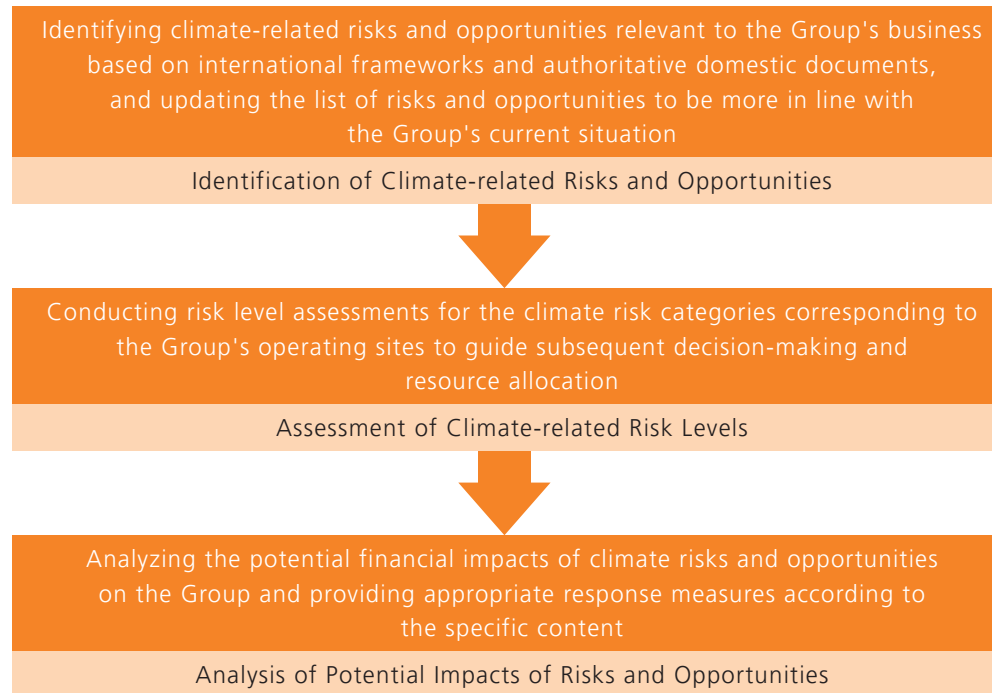 Identifying climate-related risks and opportunities relevant to the Group's business
based on international frameworks and authoritative domestic documents,
and updating the list of risks and opportunities to be more in line with
the Group's current situation
Identification of Climate-related Risks and Opportunities
Conducting risk level assessments for the climate risk categories corresponding to
the Group's operating sites to guide subsequent decision-making and
resource allocation
Assessment of Climate-related Risk Levels
Analyzing the potential financial impacts of climate risks and opportunities
on the Group and providing appropriate response measures according to
the specific content
Analysis of Potential Impacts of Risks and Opportunities